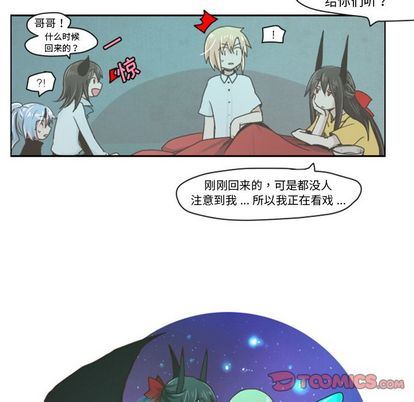 给你们听？
哥哥！
什么时候
回来的？
?!
惊
!
刚刚回来的，可是都没人
注意到我 ... 所以我正在看戏 ...
TOOMICS.COM